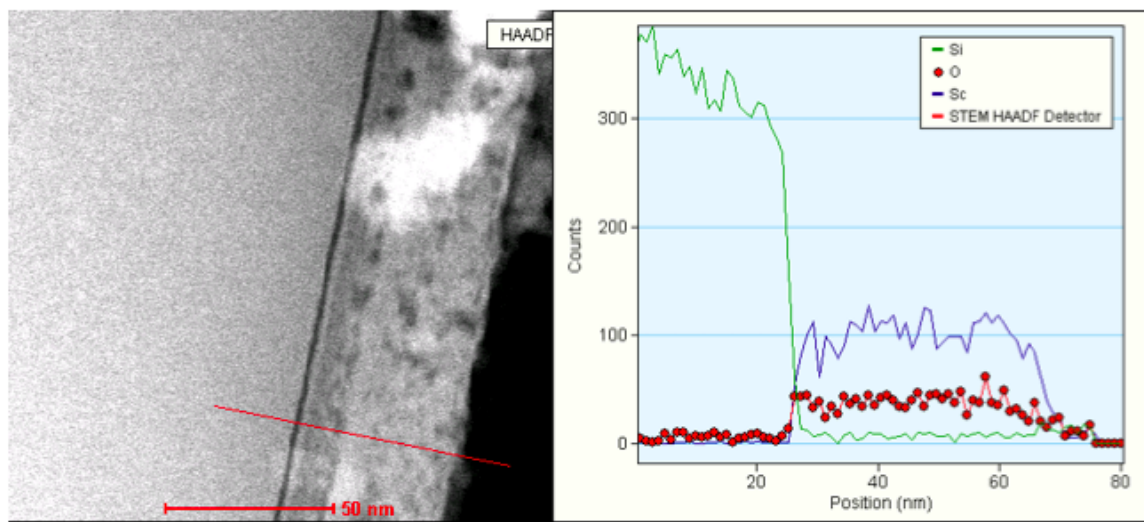 HAADF
50 nm
Si
O
Sc
STEM HAADF Detector
300
200
100
0
Counts
20
40
60
80
Position (nm)